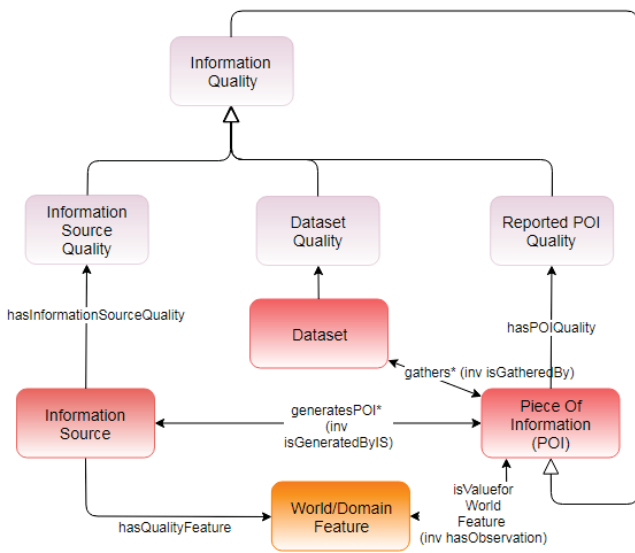 Information
Quality
Information
Source
Quality
Dataset
Quality
Reported POI
Quality
hasInformationSourceQuality
Dataset
hasPOIQuality
gathers* (inv isGatheredBy)
Information
Source
generatesPOI*
(inv
isGeneratedByIS)
Piece Of
Information
(POI)
isValuefor
World
Feature
(inv hasObservation)
World/Domain
Feature
hasQualityFeature